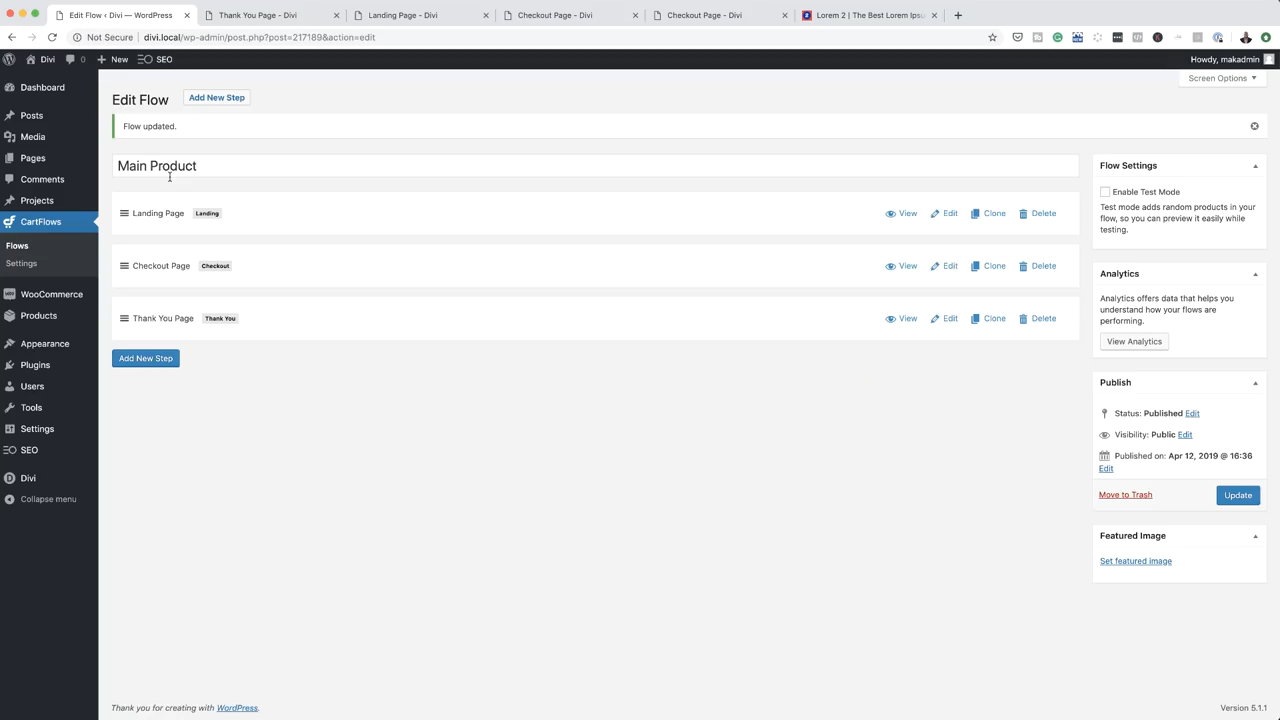 Edit Flow ‹ Divi — WordPress
Thank You Page - Divi
Landing Page - Divi
Checkout Page - Divi
Checkout Page - Divi
Lorem 2 | The Best Lorem Ipsu
Not Secure
divi.local/wp-admin/post.php?post=217189&action=edit
Divi
0
New
SEO
Howdy, makadmin
Screen Options
Dashboard
Posts
Media
Pages
Comments
Projects
CartFlows
Flows
Settings
WooCommerce
Products
Appearance
Plugins
Users
Tools
Settings
SEO
Divi
Collapse menu
Edit Flow
Add New Step
Flow updated.
Main Product
Landing Page Landing View Edit Clone Delete
Checkout Page Checkout View Edit Clone Delete
Thank You Page Thank You View Edit Clone Delete
Add New Step
Flow Settings
Enable Test Mode
Test mode adds random products in your
flow, so you can preview it easily while
testing.
Analytics
Analytics offers data that helps you
understand how your flows are
performing.
View Analytics
Publish
Status: Published Edit
Visibility: Public Edit
Published on: Apr 12, 2019 @ 16:36
Edit
Move to Trash
Update
Featured Image
Set featured image
Thank you for creating with WordPress.
Version 5.1.1